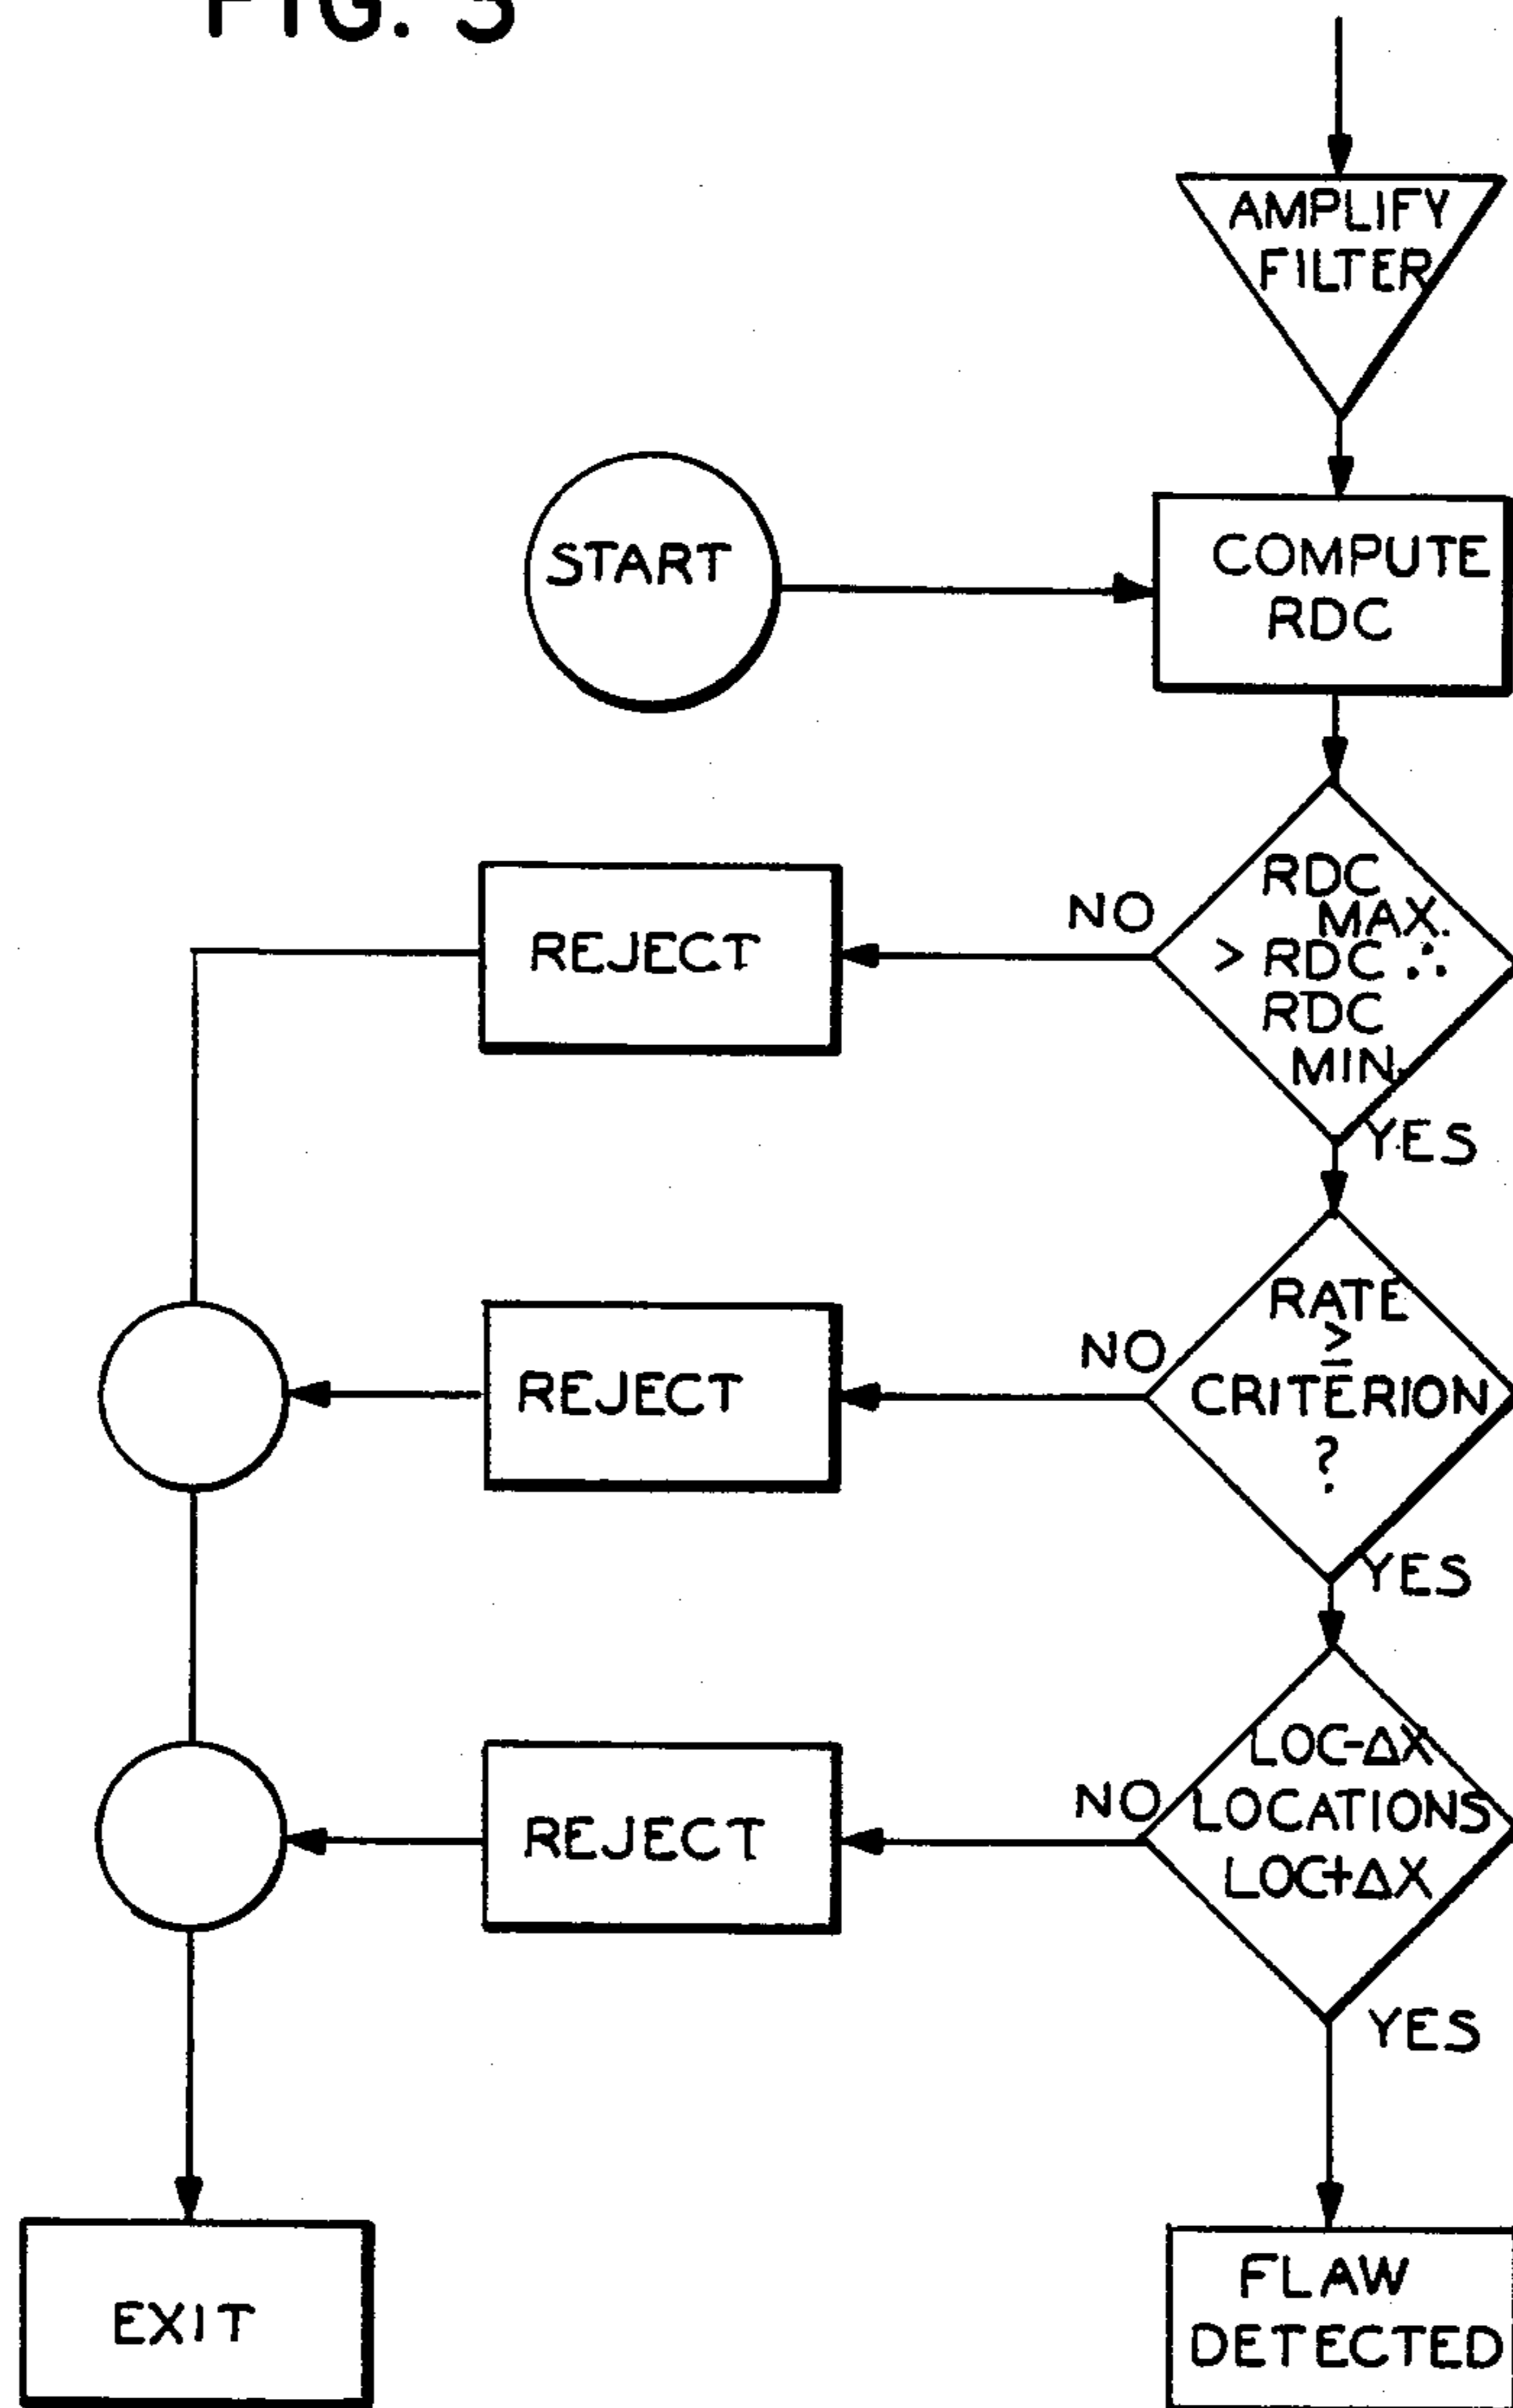 FIG. 3
AMPLIFY
FILTER
START
COMPUTE
RDC
RDC
MAX.
> RDC ∴
RDC
MIN.
NO
REJECT
YES
RATE
≥
CRITERION
?
NO
REJECT
YES
LOC-ΔX
LOCATIONS
LOC+ΔX
NO
REJECT
YES
EXIT
FLAW
DETECTED